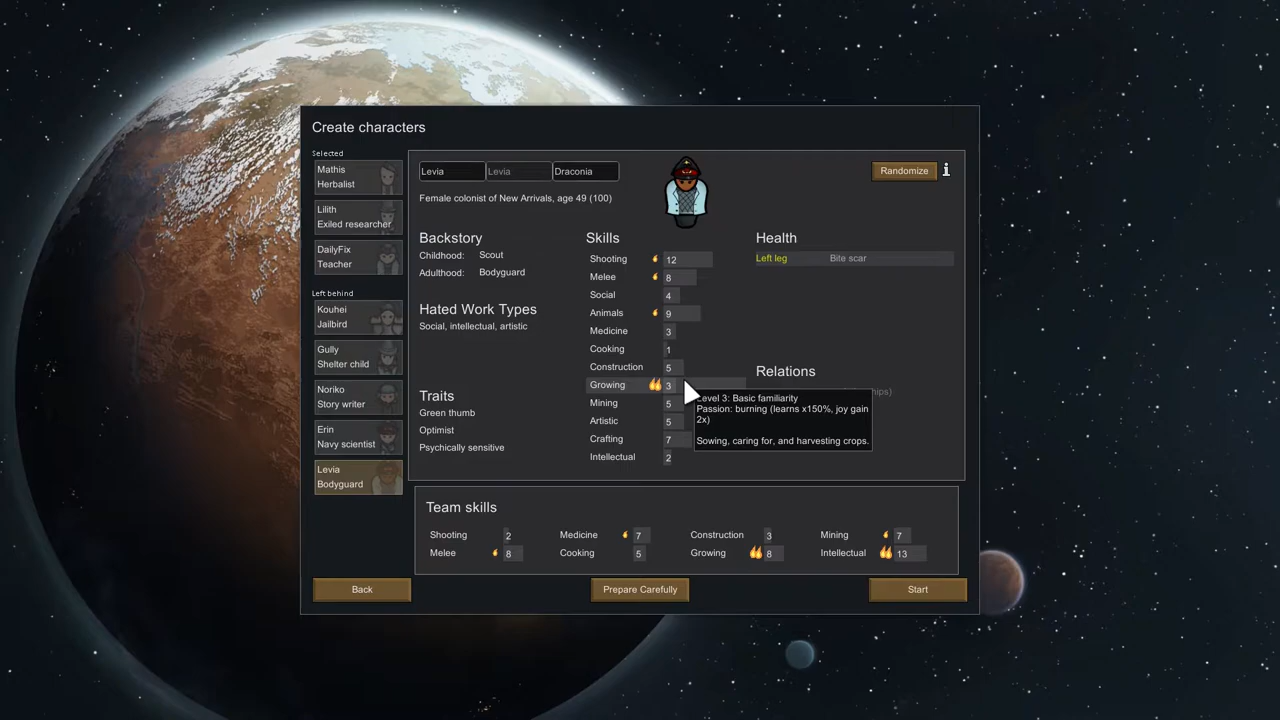 Create characters
Selected
Mathis
Herbalist
Lilith
Exiled researcher
DailyFix
Teacher
Left behind
Kouhei
Jailbird
Gully
Shelter child
Noriko
Story writer
Erin
Navy scientist
Levia
Bodyguard
Levia Levia Draconia
Randomize
Female colonist of New Arrivals, age 49 (100)
Backstory
Childhood: Scout
Adulthood: Bodyguard
Hated Work Types
Social, intellectual, artistic
Traits
Green thumb
Optimist
Psychically sensitive
Skills
Shooting 12
Melee 8
Social 4
Animals 9
Medicine 3
Cooking 1
Construction 5
Growing 3
Mining 5
Artistic 5
Crafting 7
Intellectual 2
Health
Left leg Bite scar
Relations
Level 3: Basic familiarity
Passion: burning (learns x150%, joy gain
2x)
Sowing, caring for, and harvesting crops.
Team skills
Shooting 2 Medicine 7 Construction 3 Mining 7
Melee 8 Cooking 5 Growing 8 Intellectual 13
Back Prepare Carefully Start